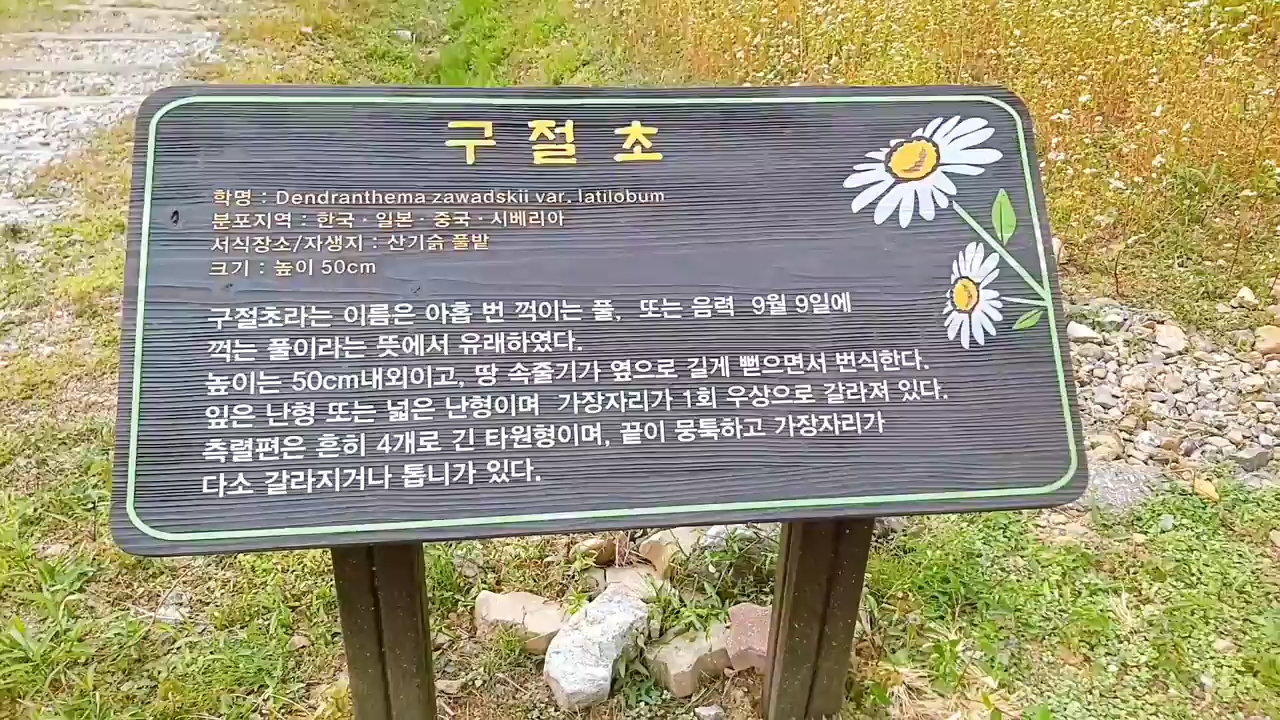 구절초
학명 : Dendranthema zawadskii var. latilobum
분포지역 : 한국 · 일본 · 중국 · 시베리아
서식장소/자생지 : 산기슭 풀밭
크기 : 높이 50cm
구절초라는 이름은 아홉 번 꺽이는 풀, 또는 음력 9월 9일에
꺽는 풀이라는 뜻에서 유래하였다.
높이는 50cm내외이고, 땅 속줄기가 옆으로 길게 뻗으면서 번식한다.
잎은 난형 또는 넓은 난형이며 가장자리가 1회 우상으로 갈라져 있다.
측렬편은 흔히 4개로 긴 타원형이며, 끝이 뭉툭하고 가장자리가
다소 갈라지거나 톱니가 있다.